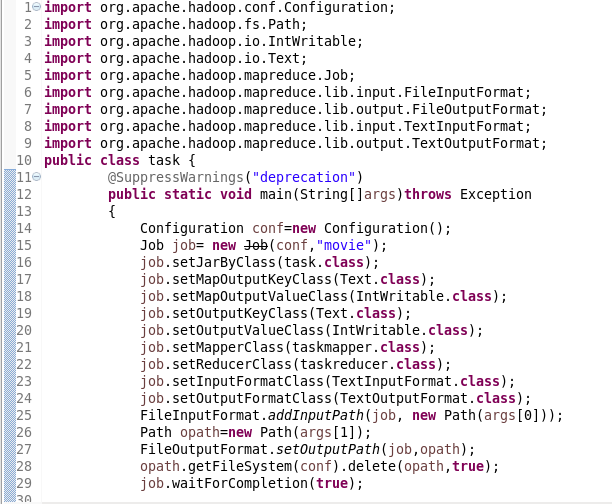 1 import org.apache.hadoop.conf.Configuration;
2 import org.apache.hadoop.fs.Path;
3 import org.apache.hadoop.io.IntWritable;
4 import org.apache.hadoop.io.Text;
5 import org.apache.hadoop.mapreduce.Job;
6 import org.apache.hadoop.mapreduce.lib.input.FileInputFormat;
7 import org.apache.hadoop.mapreduce.lib.output.FileOutputFormat;
8 import org.apache.hadoop.mapreduce.lib.input.TextInputFormat;
9 import org.apache.hadoop.mapreduce.lib.output.TextOutputFormat;
10 public class task {
11 @SuppressWarnings("deprecation")
12 public static void main(String[]args)throws Exception
13 {
14 Configuration conf=new Configuration();
15 Job job= new Job(conf,"movie");
16 job.setJarByClass(task.class);
17 job.setMapOutputKeyClass(Text.class);
18 job.setMapOutputValueClass(IntWritable.class);
19 job.setOutputKeyClass(Text.class);
20 job.setOutputValueClass(IntWritable.class);
21 job.setMapperClass(taskmapper.class);
22 job.setReducerClass(taskreducer.class);
23 job.setInputFormatClass(TextInputFormat.class);
24 job.setOutputFormatClass(TextOutputFormat.class);
25 FileInputFormat.addInputPath(job, new Path(args[0]));
26 Path opath=new Path(args[1]);
27 FileOutputFormat.setOutputPath(job,opath);
28 opath.getFileSystem(conf).delete(opath,true);
29 job.waitForCompletion(true);
30